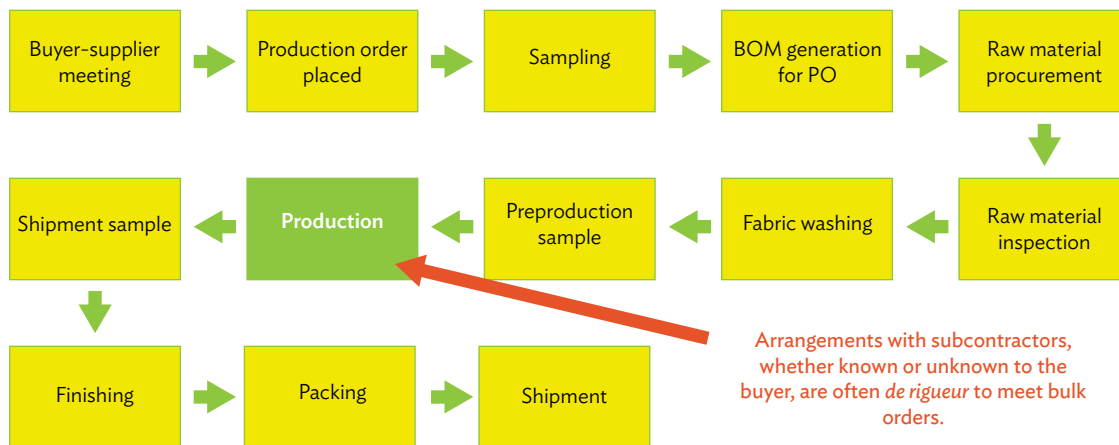 Buyer-supplier
meeting
Production order
placed
Sampling
BOM generation
for PO
Raw material
procurement
Raw material
inspection
Fabric washing
Preproduction
sample
Production
Shipment sample
Finishing
Packing
Shipment
Arrangements with subcontractors,
whether known or unknown to the
buyer, are often de rigueur to meet bulk
orders.